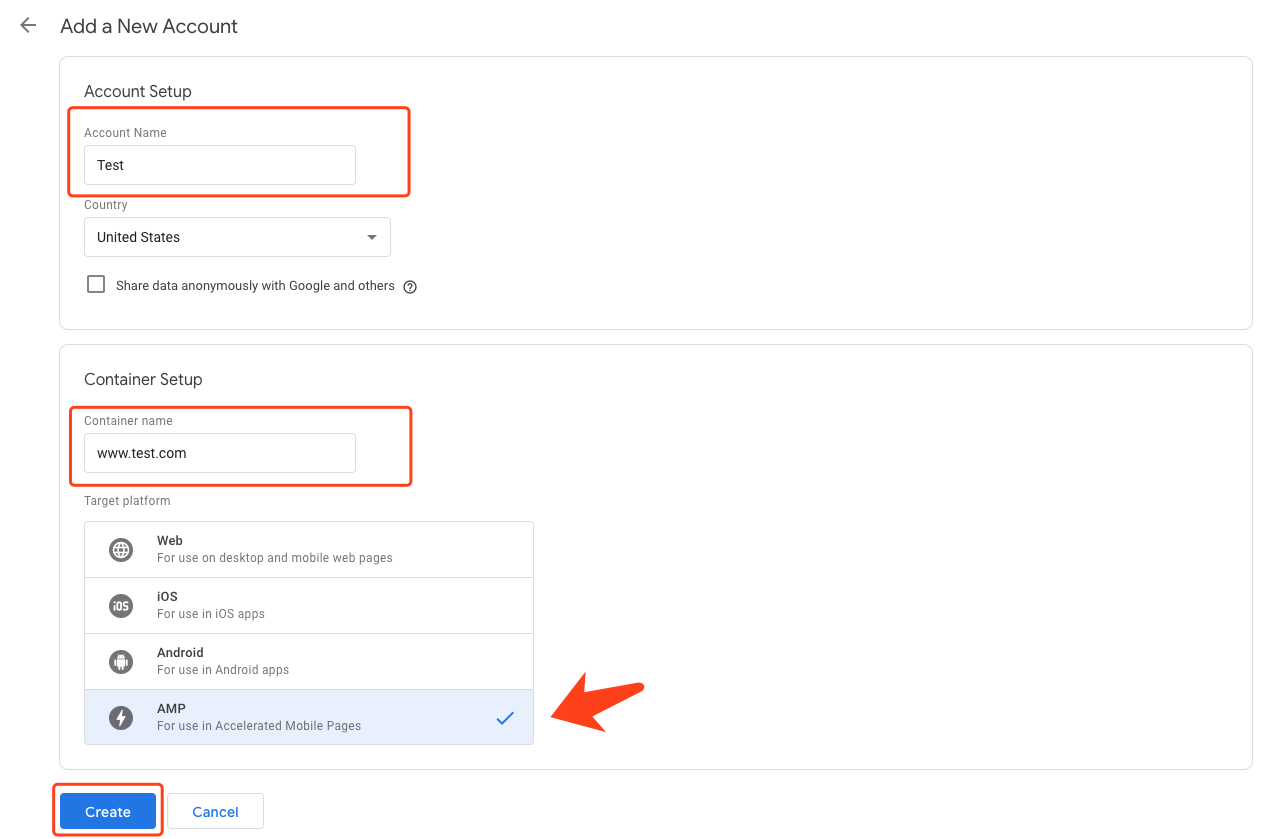 Add a New Account
Account Setup
Account Name
Test
Country
United States
Share data anonymously with Google and others
Container Setup
Container name
www.test.com
Target platform
Web
For use on desktop and mobile web pages
iOS
iOS
For use in iOS apps
Android
For use in Android apps
AMP
For use in Accelerated Mobile Pages
Create Cancel